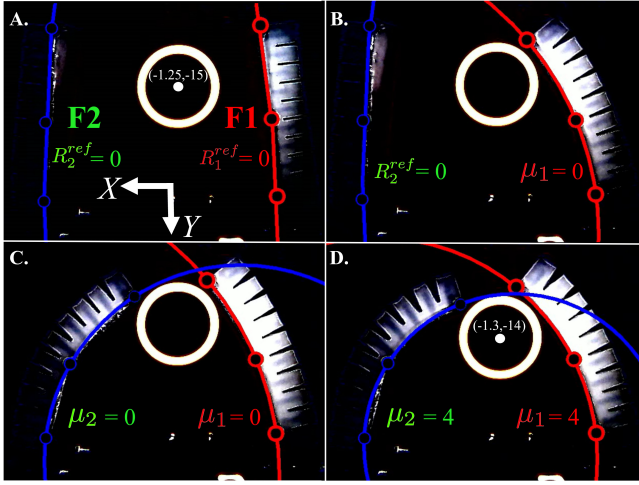 A.
(-1.25,-15)
F2 F1
R_2^{ref}=0 R_1^{ref}=0
X
Y
B.
R_2^{ref}=0 μ_1=0
C.
μ_2=0 μ_1=0
D.
(-1.3,-14)
μ_2=4 μ_1=4